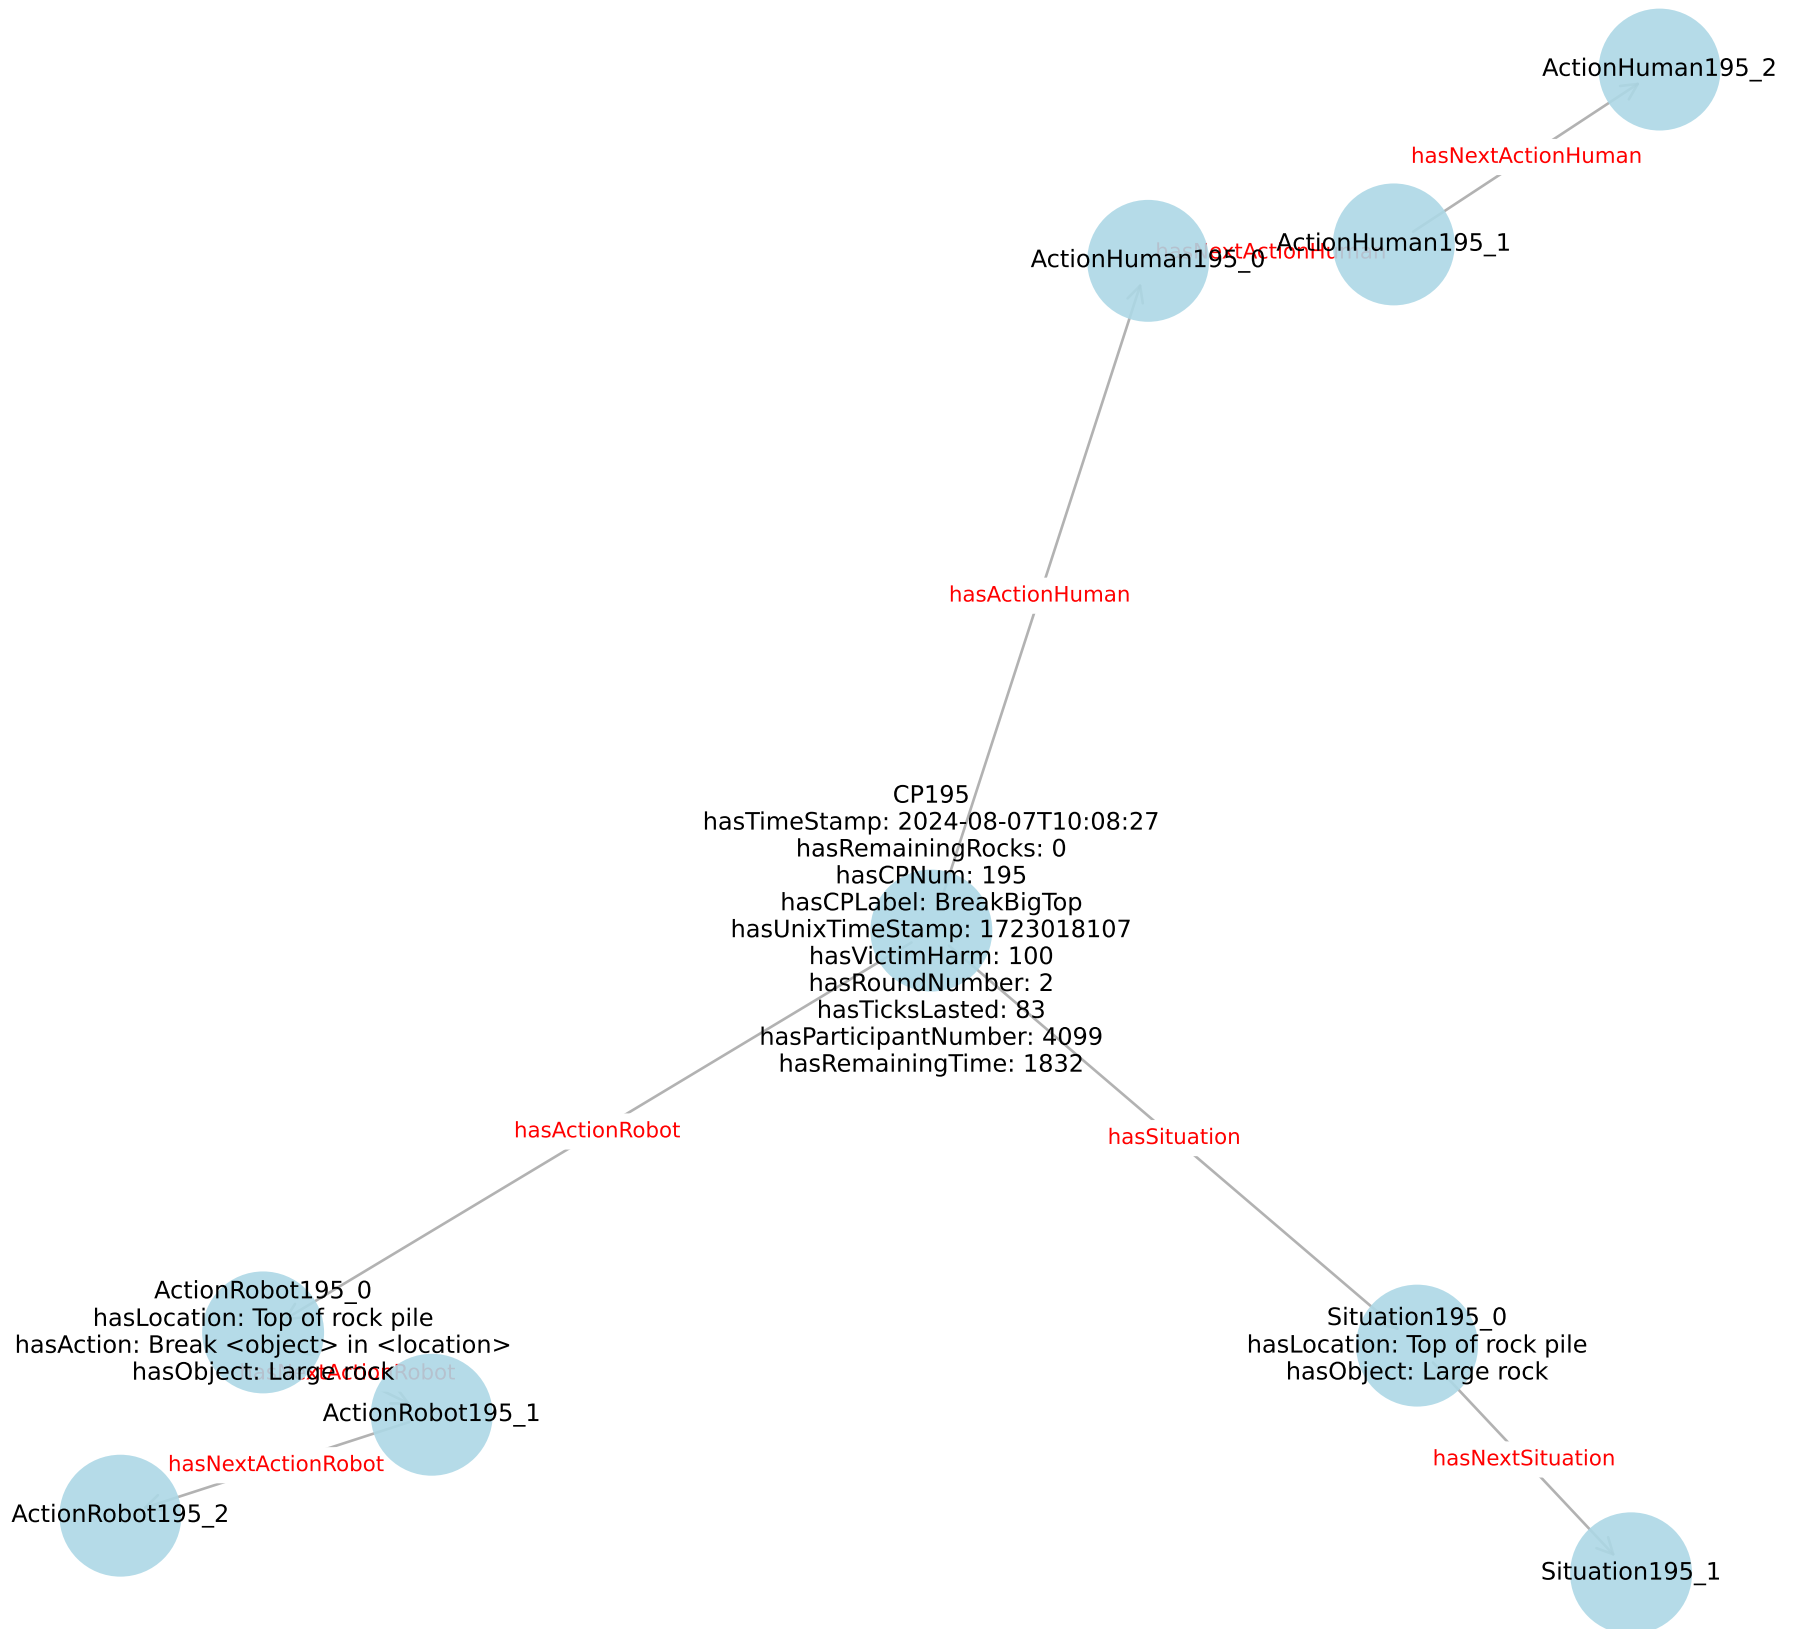 ActionHuman195_2
hasNextActionHuman
ActionHuman195_1
hasNextActionHuman
ActionHuman195_0
hasActionHuman
CP195
hasTimeStamp: 2024-08-07T10:08:27
hasRemainingRocks: 0
hasCPNum: 195
hasCPLabel: BreakBigTop
hasUnixTimeStamp: 1723018107
hasVictimHarm: 100
hasRoundNumber: 2
hasTicksLasted: 83
hasParticipantNumber: 4099
hasRemainingTime: 1832
hasActionRobot
hasSituation
ActionRobot195_0
hasLocation: Top of rock pile
hasAction: Break <object> in <location>
hasObject: Large rock
hasNextActionRobot
ActionRobot195_1
hasNextActionRobot
ActionRobot195_2
Situation195_0
hasLocation: Top of rock pile
hasObject: Large rock
hasNextSituation
Situation195_1